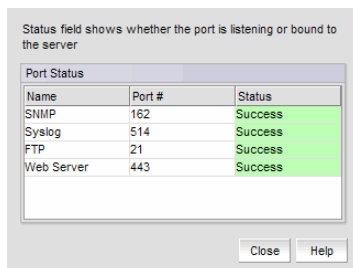 Status field shows whether the port is listening or bound to
the server
Port Status
Name Port # Status
SNMP 162 Success
Syslog 514 Success
FTP 21 Success
Web Server 443 Success
Close Help